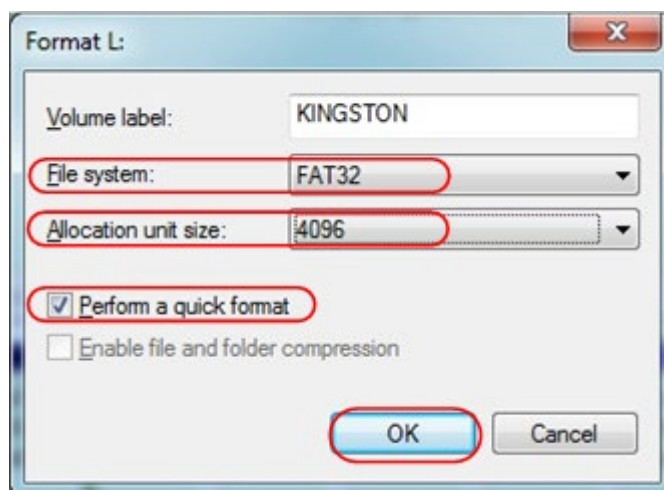 Format L:
Volume label: KINGSTON
File system: FAT32
Allocation unit size: 4096
Perform a quick format
Enable file and folder compression
OK Cancel